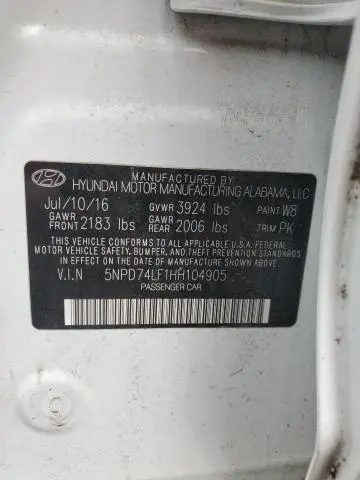 MANUFACTURED BY
HYUNDAI MOTOR MANUFACTURING ALABAMA, LLC
Jul/10/16 GVWR 3924 lbs PAINT W8
GAWR FRONT 2183 lbs GAWR REAR 2006 lbs TRIM PK
THIS VEHICLE CONFORMS TO ALL APPLICABLE U.S.A. FEDERAL
MOTOR VEHICLE SAFETY, BUMPER, AND THEFT PREVENTION
STANDARDS IN EFFECT ON THE DATE OF MANUFACTURE SHOWN ABOVE.
V.I.N 5NPD74LF1HH104905
PASSENGER CAR